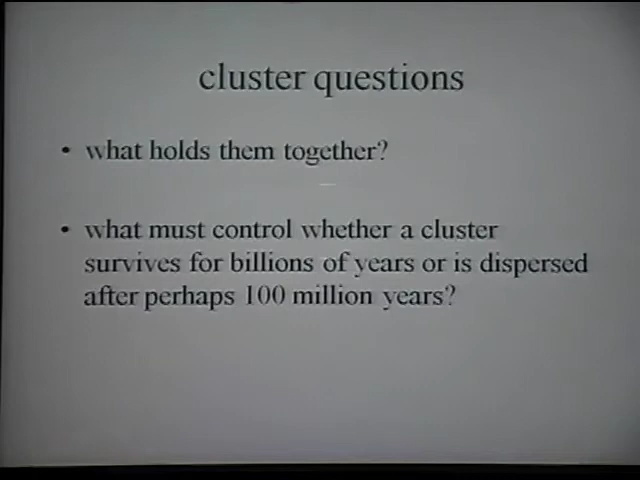 cluster questions
• what holds them together?
• what must control whether a cluster
survives for billions of years or is dispersed
after perhaps 100 million years?